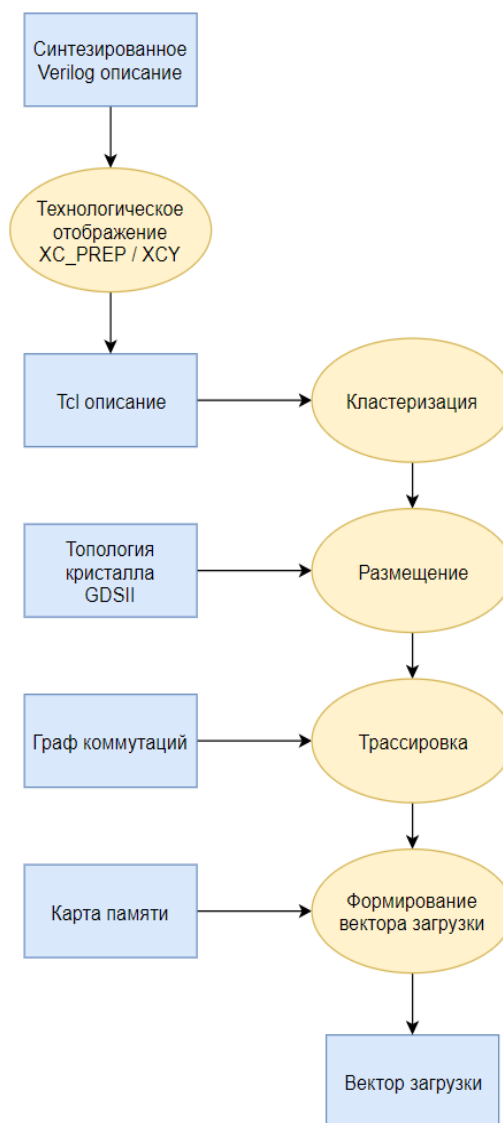 Синтезированное
Verilog описание
Технологическое
отображение
XC_PREP / XCY
Tcl описание
Кластеризация
Топология
кристалла
GDSII
Размещение
Граф коммутаций
Трассировка
Карта памяти
Формирование
вектора загрузки
Вектор загрузки